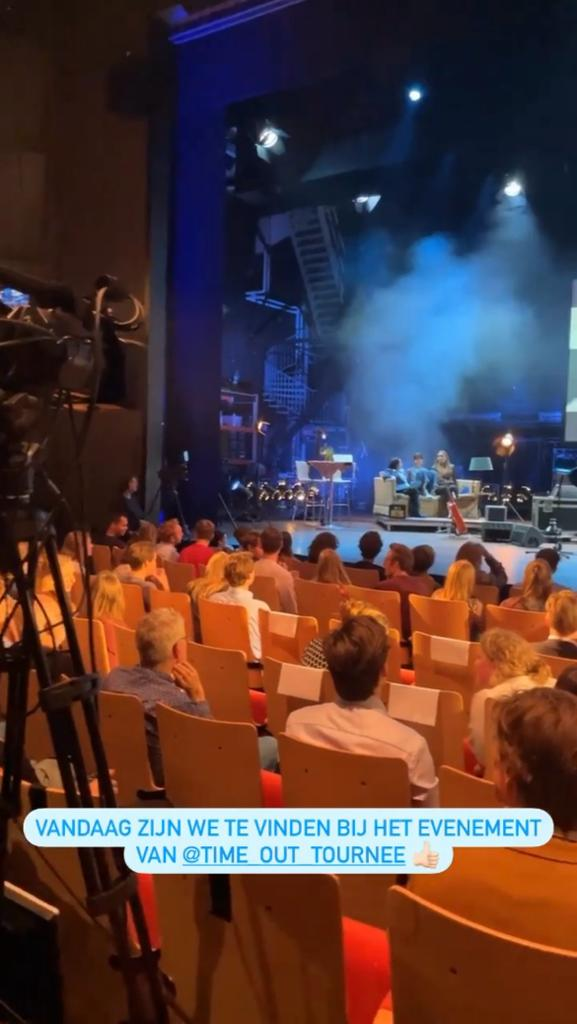 VANDAAG ZIJN WE TE VINDEN BIJ HET EVENEMENT
VAN @TIME_OUT_TOURNEE 👍🏻